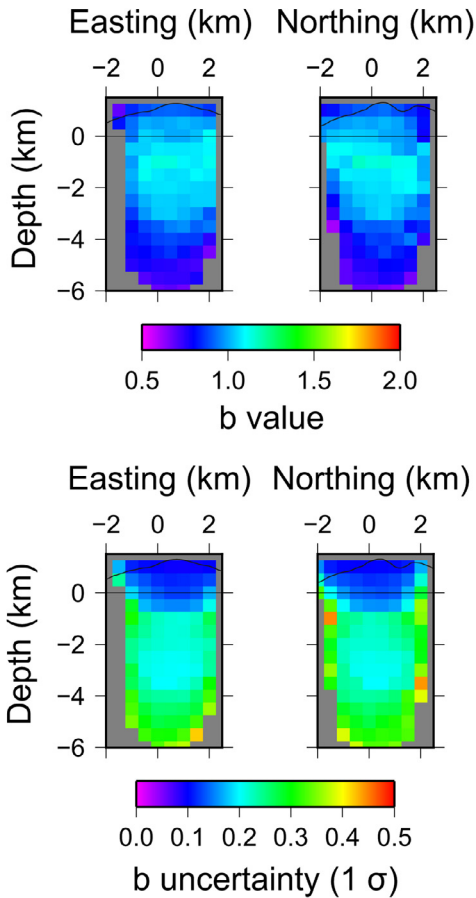 Easting (km) Northing (km)
−2 0 2 −2 0 2
Depth (km)
0
−2
−4
−6
0.5 1.0 1.5 2.0
b value
Easting (km) Northing (km)
−2 0 2 −2 0 2
Depth (km)
0
−2
−4
−6
0.0 0.1 0.2 0.3 0.4 0.5
b uncertainty (1 σ)